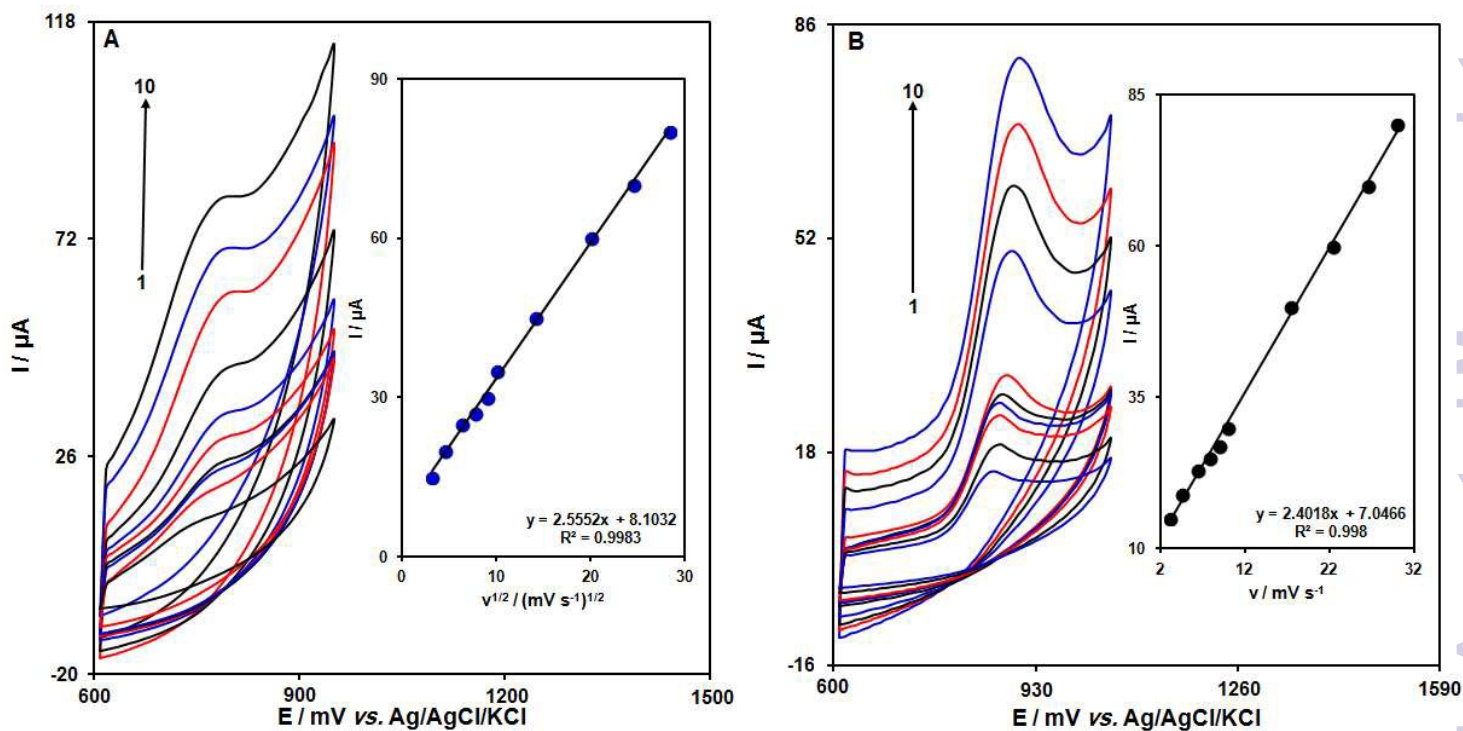 A
118
72
26
-20
600
900
1200
1500
I / µA
E / mV vs. Ag/AgCl/KCl
10
1
90
60
30
0
0
10
20
30
I / µA
v1/2 / (mV s-1)1/2
y = 2.5552x + 8.1032
R² = 0.9983
B
86
52
18
-16
600
930
1260
1590
I / µA
E / mV vs. Ag/AgCl/KCl
10
1
85
60
35
10
2
12
22
32
I / µA
v / mV s-1
y = 2.4018x + 7.0466
R² = 0.998